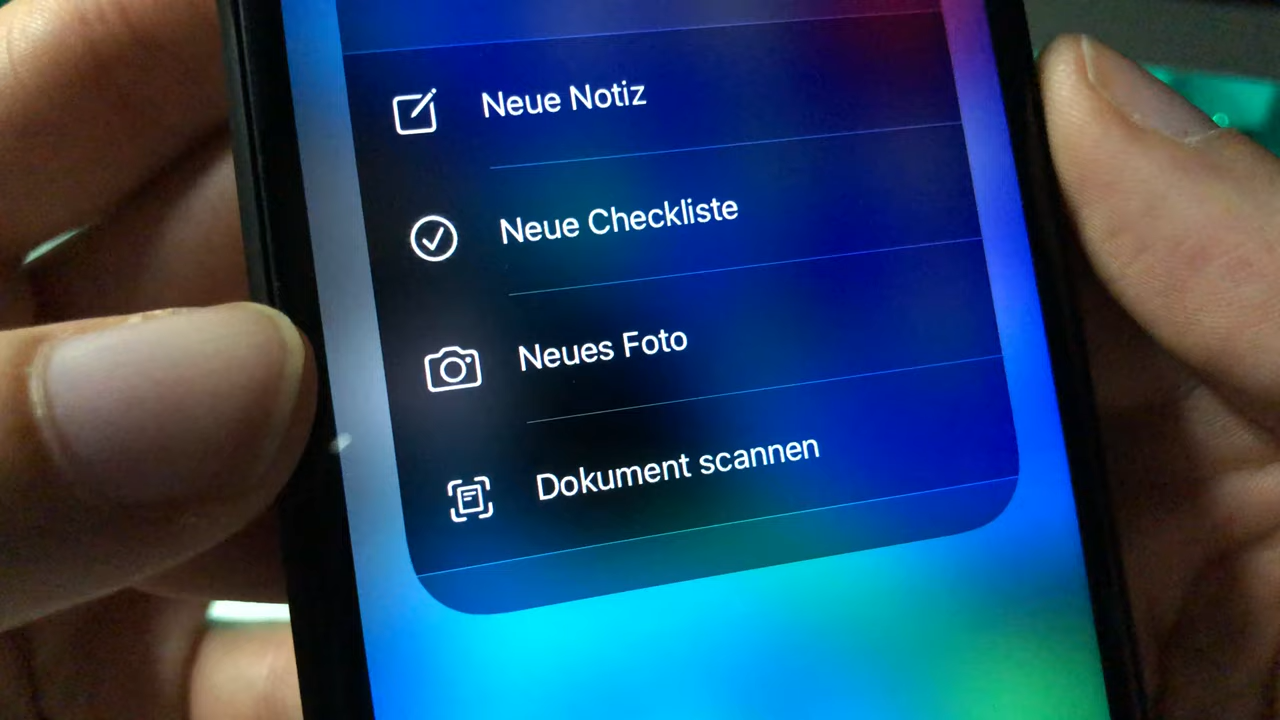 Neue Notiz
Neue Checkliste
Neues Foto
Dokument scannen